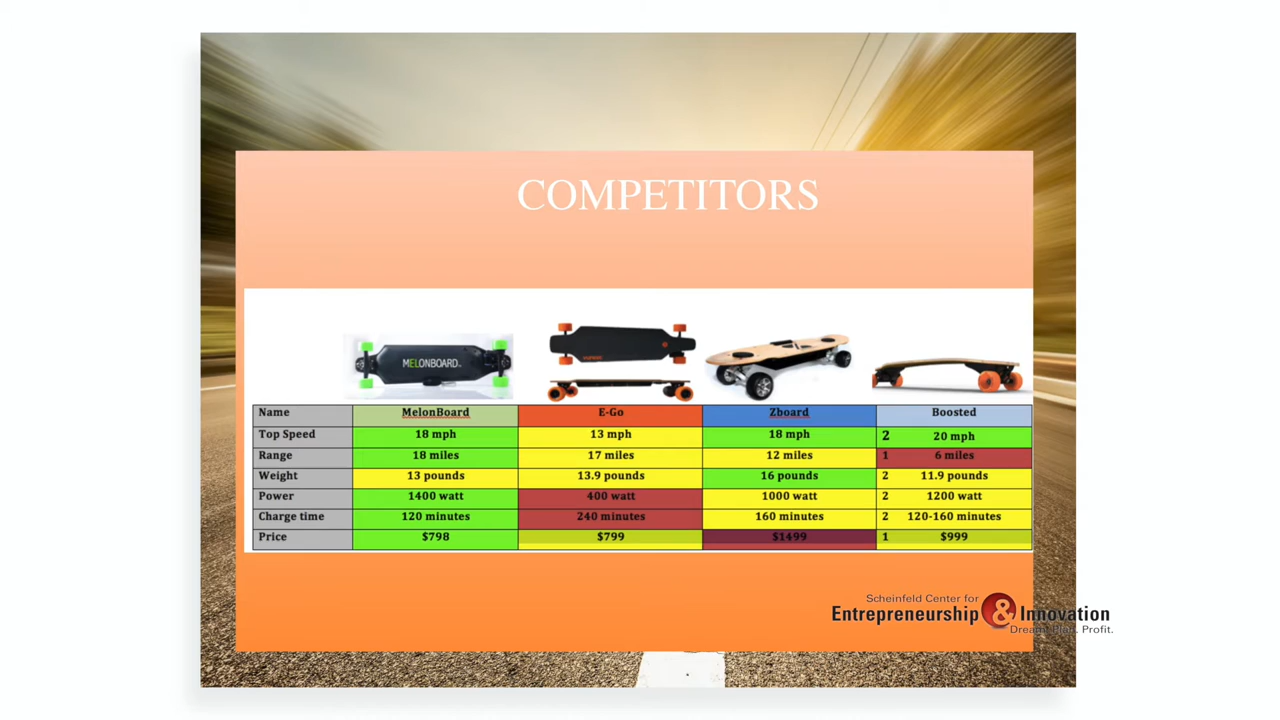 COMPETITORS
MELONBOARD
Name MelonBoard E-Go Zboard Boosted
Top Speed 18 mph 13 mph 18 mph 2 20 mph
Range 18 miles 17 miles 12 miles 1 6 miles
Weight 13 pounds 13.9 pounds 16 pounds 2 11.9 pounds
Power 1400 watt 400 watt 1000 watt 2 1200 watt
Charge time 120 minutes 240 minutes 160 minutes 2 120-160 minutes
Price $798 $799 $1499 1 $999
Scheinfeld Center for
Entrepreneurship & Innovation
Dream. Plan. Profit.